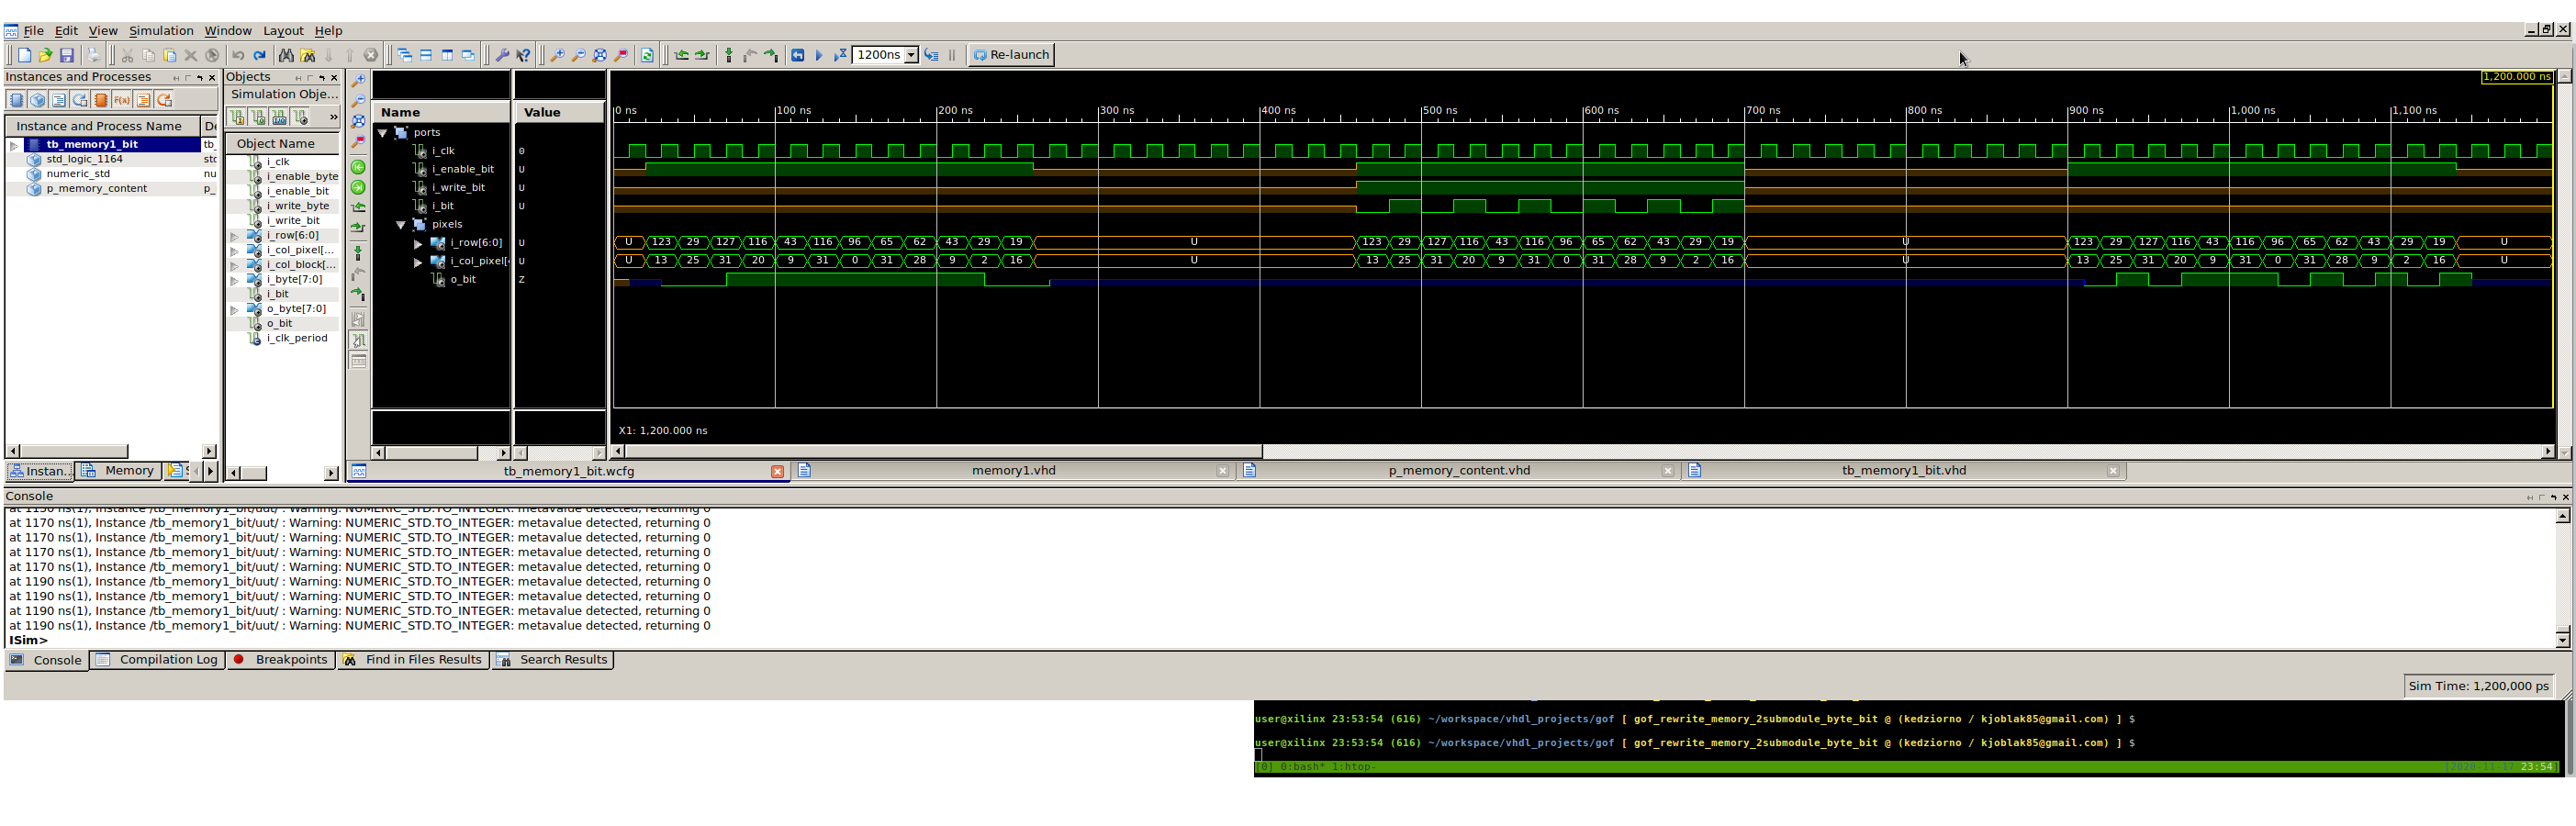 File Edit View Simulation Window Layout Help
1200ns Re-launch
Instances and Processes
Instance and Process Name
tb_memory1_bit tb_
std_logic_1164 std
numeric_std nu
p_memory_content p_
Instan... Memory
Objects
Simulation Obje...
Object Name
i_clk
i_enable_byte
i_enable_bit
i_write_byte
i_write_bit
i_row[6:0]
i_col_pixel[...
i_col_block[...
i_byte[7:0]
i_bit
o_byte[7:0]
o_bit
i_clk_period
Name Value
ports
i_clk 0
i_enable_bit U
i_write_bit U
i_bit U
pixels
i_row[6:0] U
i_col_pixel[ U
o_bit Z
1,200.000 ns
0 ns 100 ns 200 ns 300 ns 400 ns 500 ns 600 ns 700 ns 800 ns 900 ns 1,000 ns 1,100 ns
U 123 29 127 116 43 116 96 65 62 43 29 19 U 123 29 127 116 43 116 96 65 62 43 29 19 U 123 29 127 116 43 116 96 65 62 43 29 19 U
U 13 25 31 20 9 31 0 31 28 9 2 16 U 13 25 31 20 9 31 0 31 28 9 2 16 U 13 25 31 20 9 31 0 31 28 9 2 16 U
X1: 1,200.000 ns
tb_memory1_bit.wcfg memory1.vhd p_memory_content.vhd tb_memory1_bit.vhd
Console
at 1150 ns(1), Instance /tb_memory1_bit/uut/ : Warning: NUMERIC_STD.TO_INTEGER: metavalue detected, returning 0
at 1170 ns(1), Instance /tb_memory1_bit/uut/ : Warning: NUMERIC_STD.TO_INTEGER: metavalue detected, returning 0
at 1170 ns(1), Instance /tb_memory1_bit/uut/ : Warning: NUMERIC_STD.TO_INTEGER: metavalue detected, returning 0
at 1170 ns(1), Instance /tb_memory1_bit/uut/ : Warning: NUMERIC_STD.TO_INTEGER: metavalue detected, returning 0
at 1170 ns(1), Instance /tb_memory1_bit/uut/ : Warning: NUMERIC_STD.TO_INTEGER: metavalue detected, returning 0
at 1190 ns(1), Instance /tb_memory1_bit/uut/ : Warning: NUMERIC_STD.TO_INTEGER: metavalue detected, returning 0
at 1190 ns(1), Instance /tb_memory1_bit/uut/ : Warning: NUMERIC_STD.TO_INTEGER: metavalue detected, returning 0
at 1190 ns(1), Instance /tb_memory1_bit/uut/ : Warning: NUMERIC_STD.TO_INTEGER: metavalue detected, returning 0
at 1190 ns(1), Instance /tb_memory1_bit/uut/ : Warning: NUMERIC_STD.TO_INTEGER: metavalue detected, returning 0
ISim>
Console Compilation Log Breakpoints Find in Files Results Search Results
Sim Time: 1,200,000 ps
user@xilinx 23:53:54 (616) ~/workspace/vhdl_projects/gof [ gof_rewrite_memory_2submodule_byte_bit @ (kedziorno / kjoblak85@gmail.com) ] $
user@xilinx 23:53:54 (616) ~/workspace/vhdl_projects/gof [ gof_rewrite_memory_2submodule_byte_bit @ (kedziorno / kjoblak85@gmail.com) ] $
[0] 0:bash* 1:htop- 23:54]